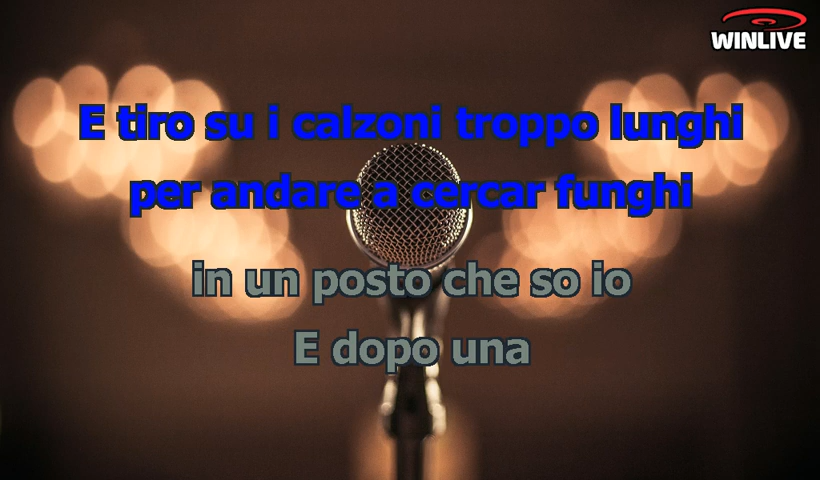 WINLIVE
E tiro su i calzoni troppo lunghi
per andare a cercar funghi
in un posto che so io
E dopo una